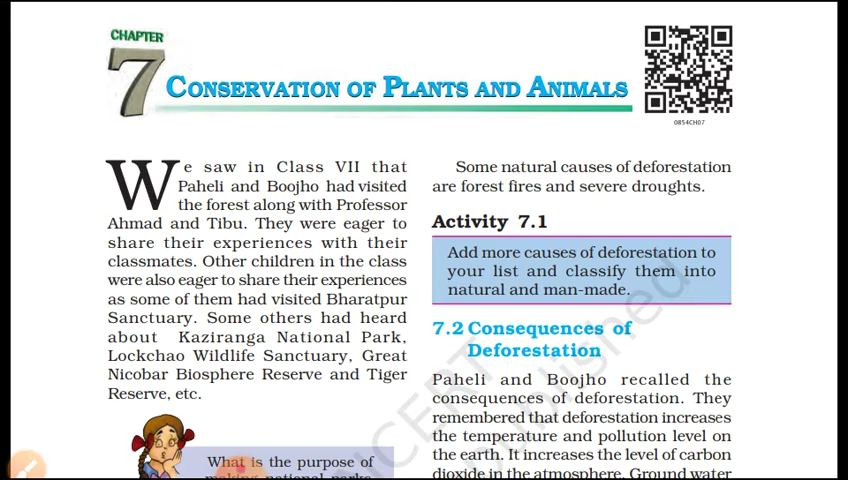 CHAPTER
7
CONSERVATION OF PLANTS AND ANIMALS
0854CH07
We saw in Class VII that
Paheli and Boojho had visited
the forest along with Professor
Ahmad and Tibu. They were eager to
share their experiences with their
classmates. Other children in the class
were also eager to share their experiences
as some of them had visited Bharatpur
Sanctuary. Some others had heard
about Kaziranga National Park,
Lockchao Wildlife Sanctuary, Great
Nicobar Biosphere Reserve and Tiger
Reserve, etc.
What is the purpose of
making national parks
Some natural causes of deforestation
are forest fires and severe droughts.
Activity 7.1
Add more causes of deforestation to
your list and classify them into
natural and man-made.
7.2 Consequences of
Deforestation
Paheli and Boojho recalled the
consequences of deforestation. They
remembered that deforestation increases
the temperature and pollution level on
the earth. It increases the level of carbon
dioxide in the atmosphere. Ground water
NCERT
published